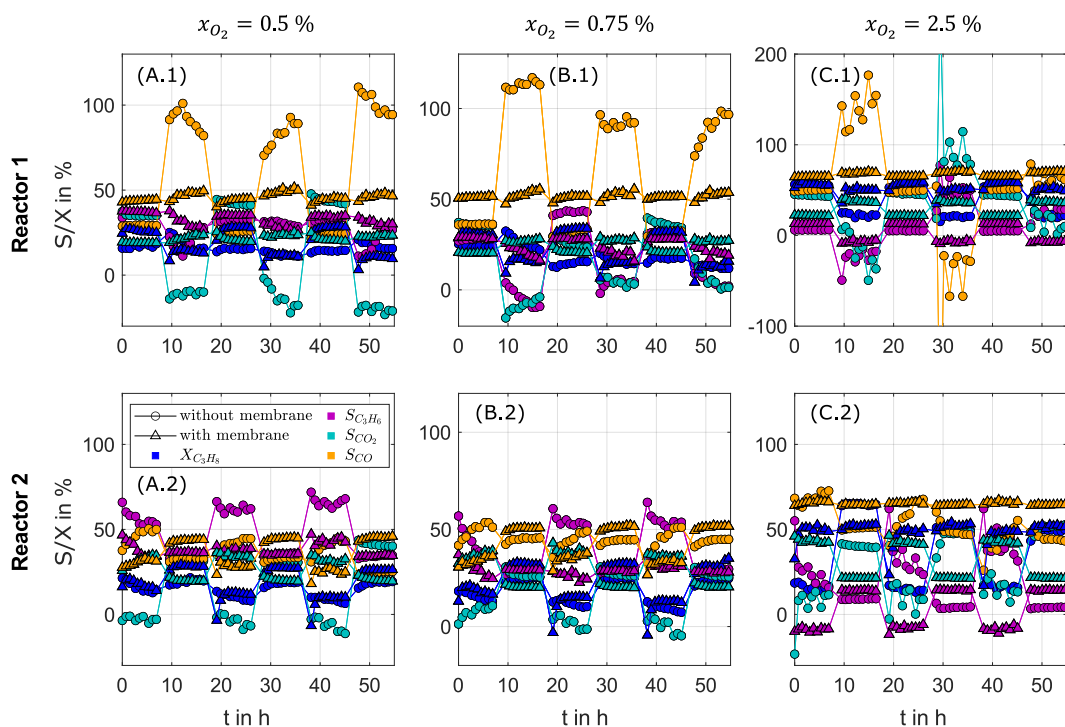 x_{O_2} = 0.5 %
x_{O_2} = 0.75 %
x_{O_2} = 2.5 %
Reactor 1
S/X in %
(A.1)
100
50
0
0 10 20 30 40 50
(B.1)
100
50
0
0 10 20 30 40 50
(C.1)
200
100
0
-100
0 10 20 30 40 50
Reactor 2
S/X in %
without membrane
with membrane
X_{C_3H_8}
S_{C_3H_6}
S_{CO_2}
S_{CO}
(A.2)
100
50
0
0 10 20 30 40 50
t in h
(B.2)
100
50
0
0 10 20 30 40 50
t in h
(C.2)
100
50
0
0 10 20 30 40 50
t in h